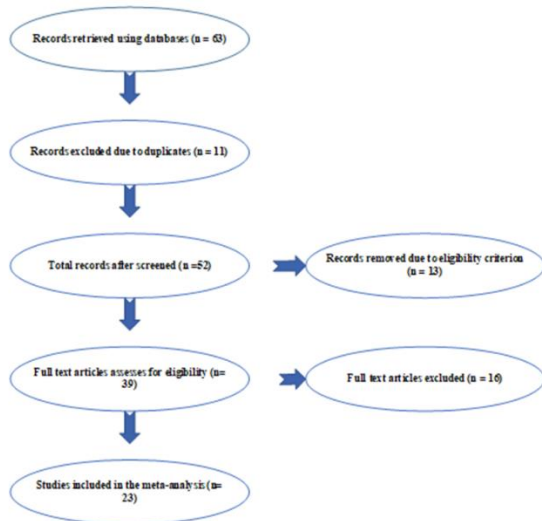 Records retrieved using databases (n = 63)
Records excluded due to duplicates (n = 11)
Total records after screened (n =52)
Records removed due to eligibility criterion
(n = 13)
Full text articles assesses for eligibility (n=
39)
Full text articles excluded (n = 16)
Studies included in the meta-analysis (n=
23)